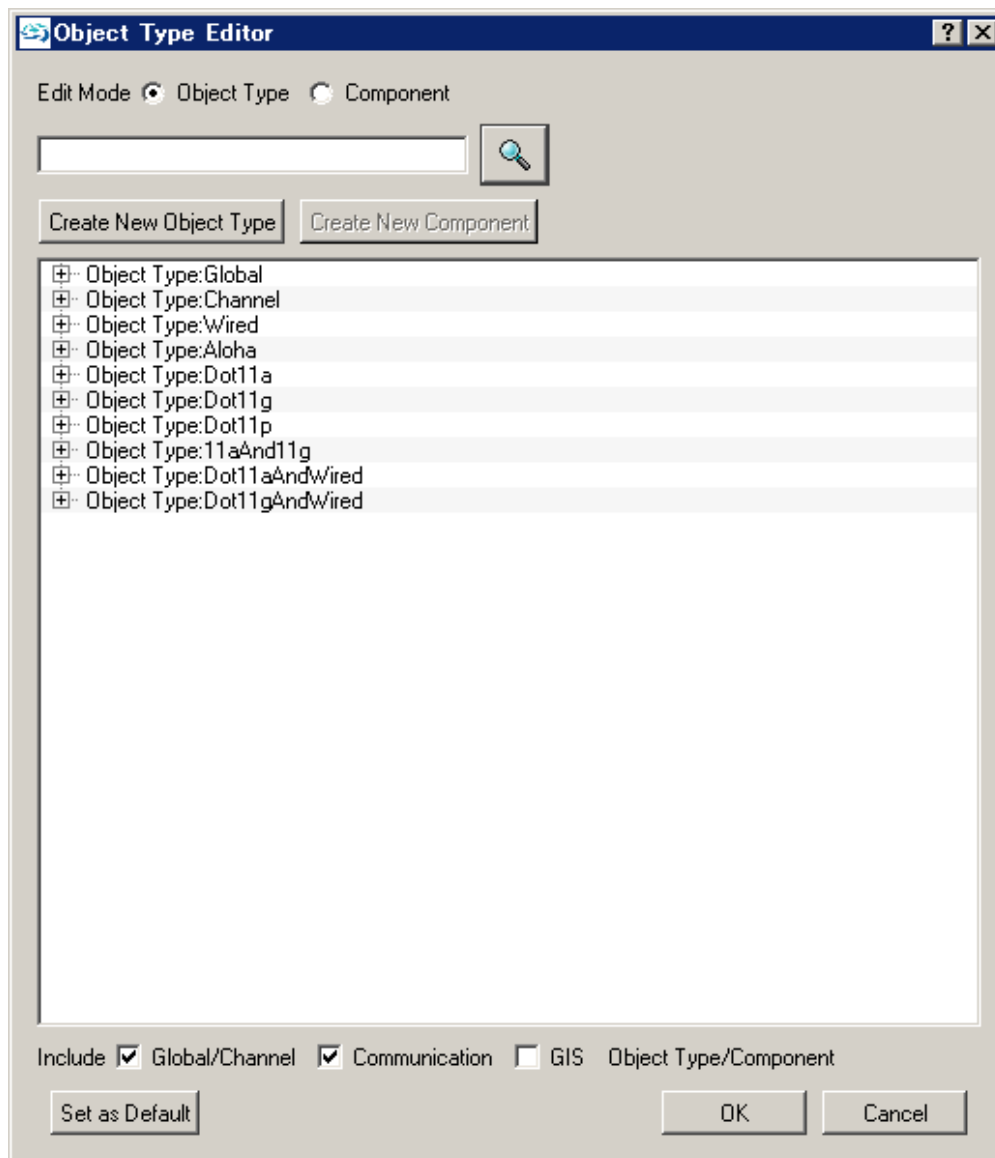 Object Type Editor
Edit Mode Object Type Component
Create New Object Type Create New Component
Object Type:Global
Object Type:Channel
Object Type:Wired
Object Type:Aloha
Object Type:Dot11a
Object Type:Dot11g
Object Type:Dot11p
Object Type:11aAnd11g
Object Type:Dot11aAndWired
Object Type:Dot11gAndWired
Include Global/Channel Communication GIS Object Type/Component
Set as Default OK Cancel